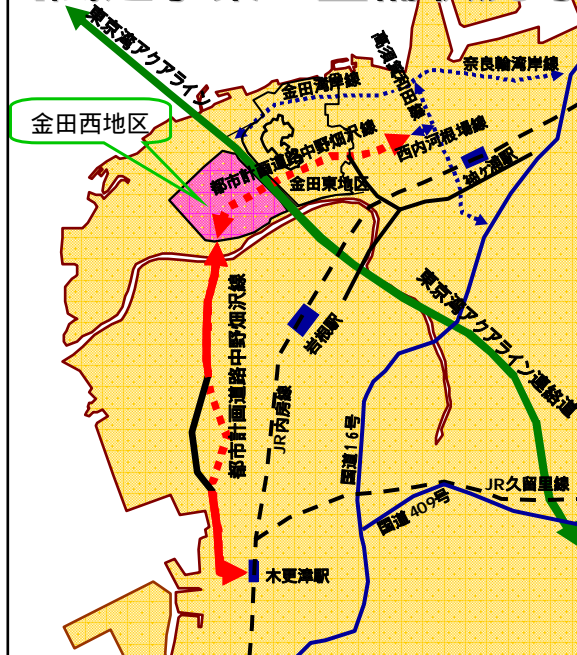 東京湾アクアライン
高須箕和田線
奈良輪湾岸線
金田湾岸線
金田西地区
都市計画道路中野畑沢線
西内河根場線
金田東地区
袖ヶ浦駅
東京湾アクアライン連絡道
岩根駅
都市計画道路中野畑沢線
JR内房線
国道16号
JR久留里線
国道409号
木更津駅